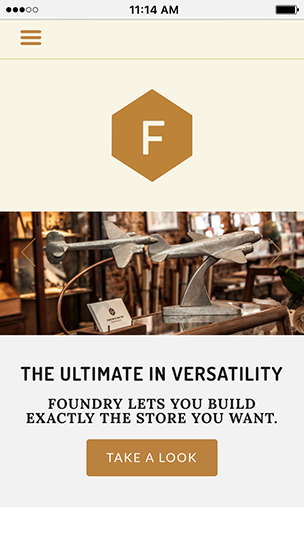 11:14 AM
F
THE ULTIMATE IN VERSATILITY
FOUNDRY LETS YOU BUILD
EXACTLY THE STORE YOU WANT.
TAKE A LOOK